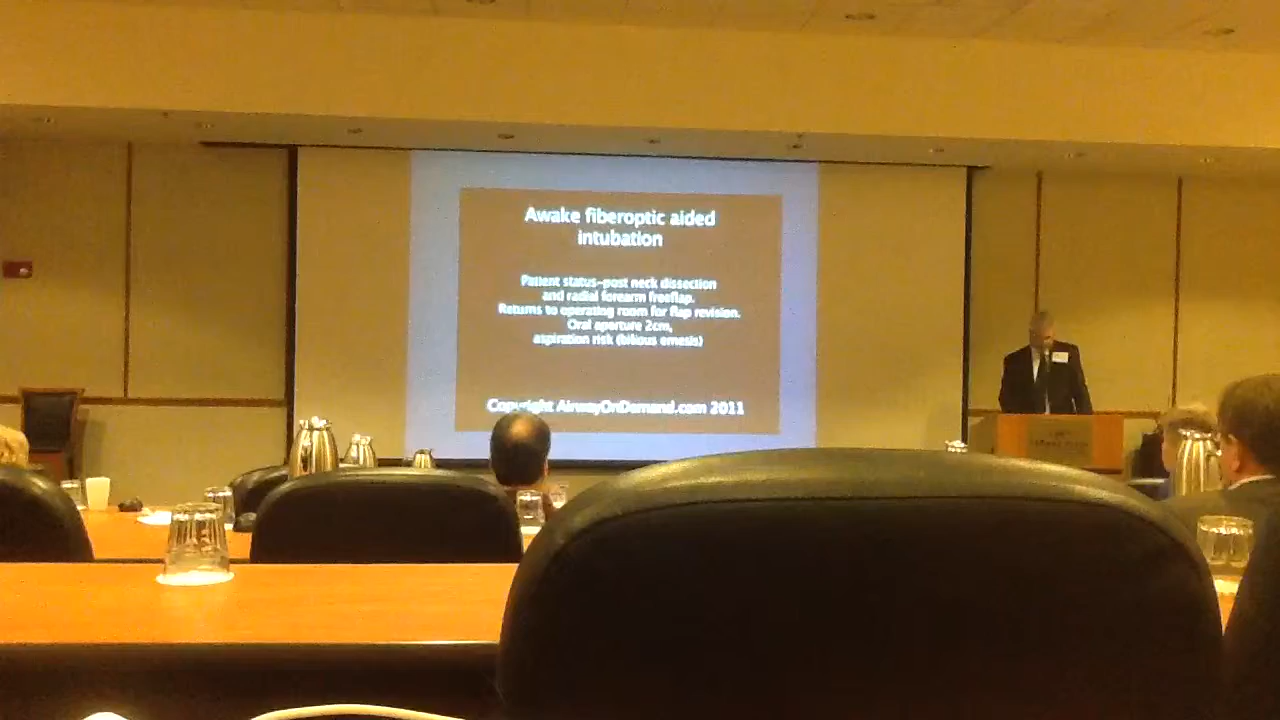 Awake fiberoptic aided
intubation
Patient status-post neck dissection
and radial forearm freeflap.
Returns to operating room for flap revision.
Oral aperture 2cm,
aspiration risk (bilious emesis)
Copyright AirwayOnDemand.com 2011